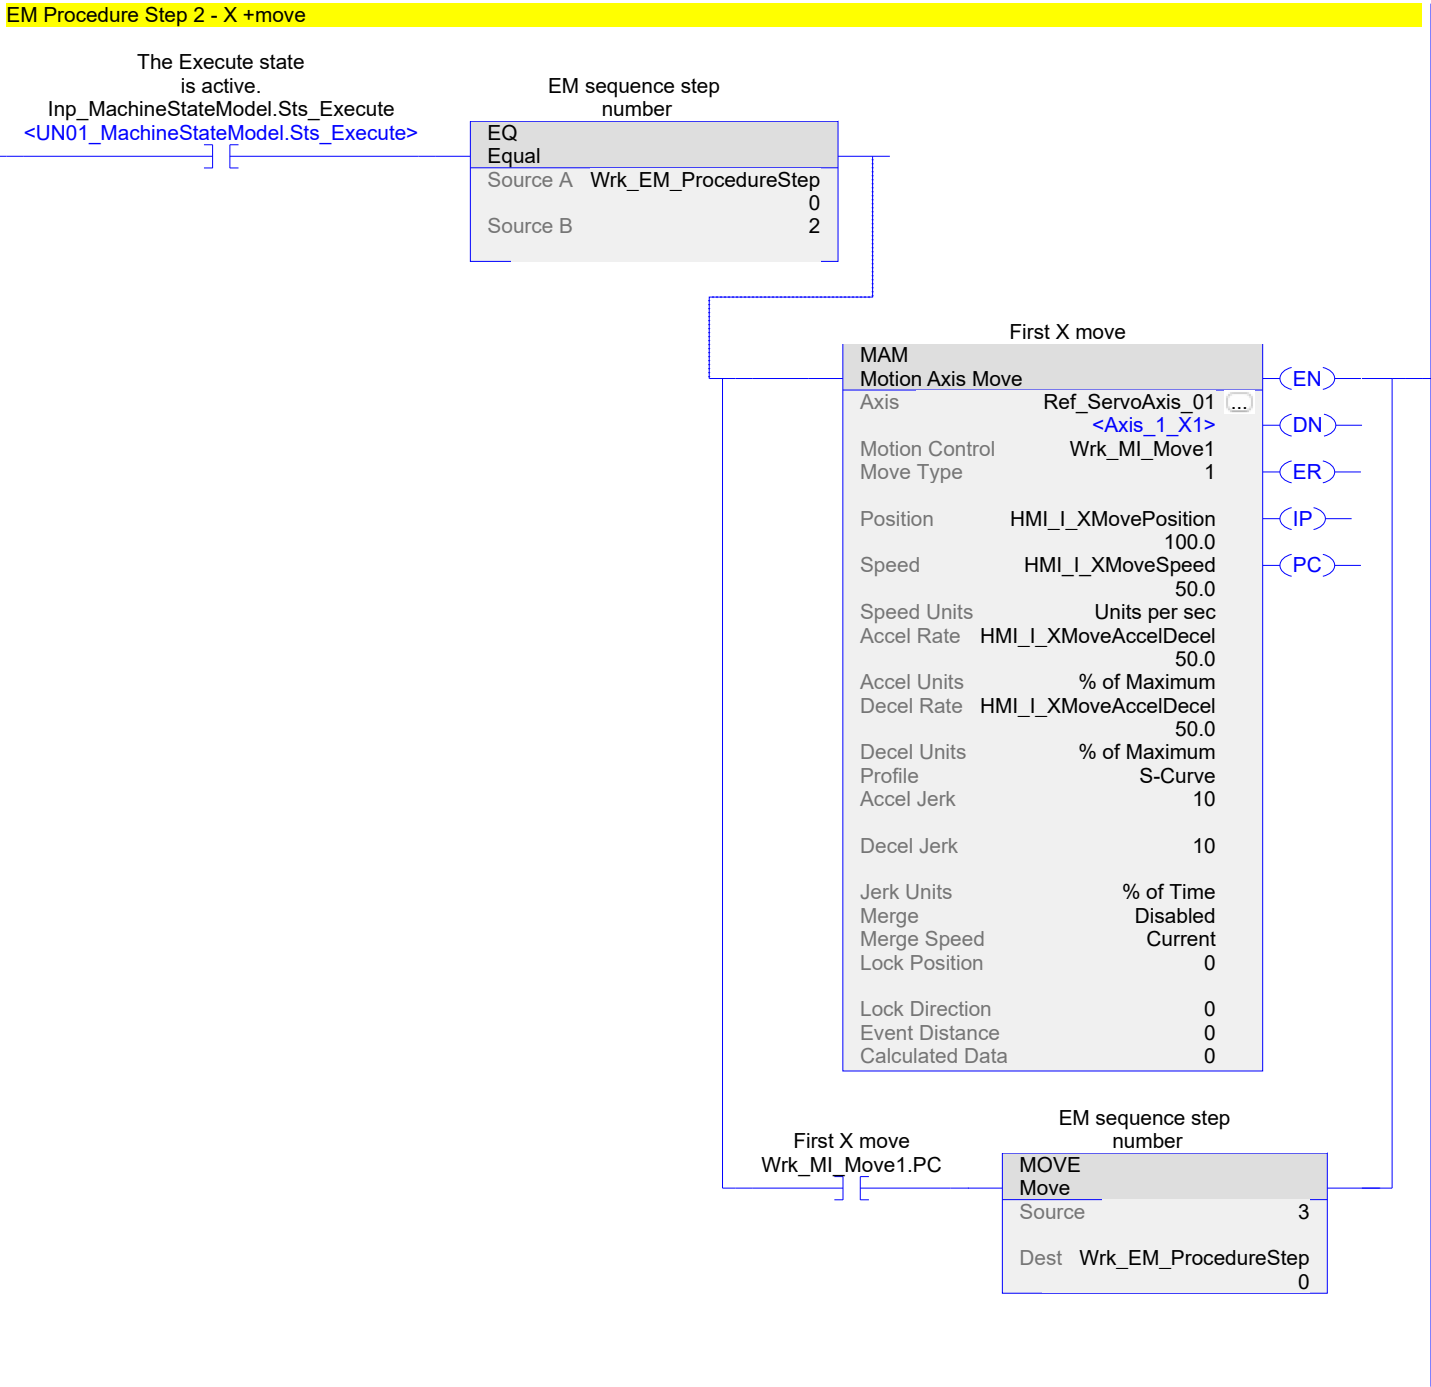 EM Procedure Step 2 - X +move
The Execute state
is active.
Inp_MachineStateModel.Sts_Execute
<UN01_MachineStateModel.Sts_Execute>
EM sequence step
number
EQ
Equal
Source A Wrk_EM_ProcedureStep
0
Source B 2
First X move
MAM
Motion Axis Move
Axis Ref_ServoAxis_01 ...
<Axis_1_X1>
Motion Control Wrk_MI_Move1
Move Type 1
Position HMI_I_XMovePosition
100.0
Speed HMI_I_XMoveSpeed
50.0
Speed Units Units per sec
Accel Rate HMI_I_XMoveAccelDecel
50.0
Accel Units % of Maximum
Decel Rate HMI_I_XMoveAccelDecel
50.0
Decel Units % of Maximum
Profile S-Curve
Accel Jerk 10
Decel Jerk 10
Jerk Units % of Time
Merge Disabled
Merge Speed Current
Lock Position 0
Lock Direction 0
Event Distance 0
Calculated Data 0
EN
DN
ER
IP
PC
First X move
Wrk_MI_Move1.PC
EM sequence step
number
MOVE
Move
Source 3
Dest Wrk_EM_ProcedureStep
0